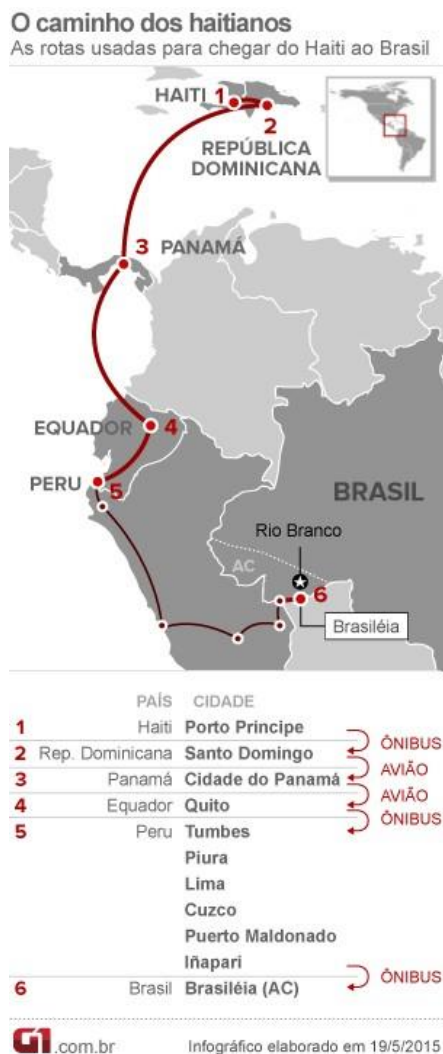 O caminho dos haitianos
As rotas usadas para chegar do Haiti ao Brasil
HAITI 1
2
REPÚBLICA
DOMINICANA
3 PANAMÁ
EQUADOR 4
PERU 5
BRASIL
Rio Branco
AC
6
Brasiléia
PAÍS CIDADE
1 Haiti Porto Principe
ÔNIBUS
2 Rep. Dominicana Santo Domingo
AVIÃO
3 Panamá Cidade do Panamá
AVIÃO
4 Equador Quito
ÔNIBUS
5 Peru Tumbes
Piura
Lima
Cuzco
Puerto Maldonado
Iñapari
ÔNIBUS
6 Brasil Brasiléia (AC)
G1.com.br Infográfico elaborado em 19/5/2015